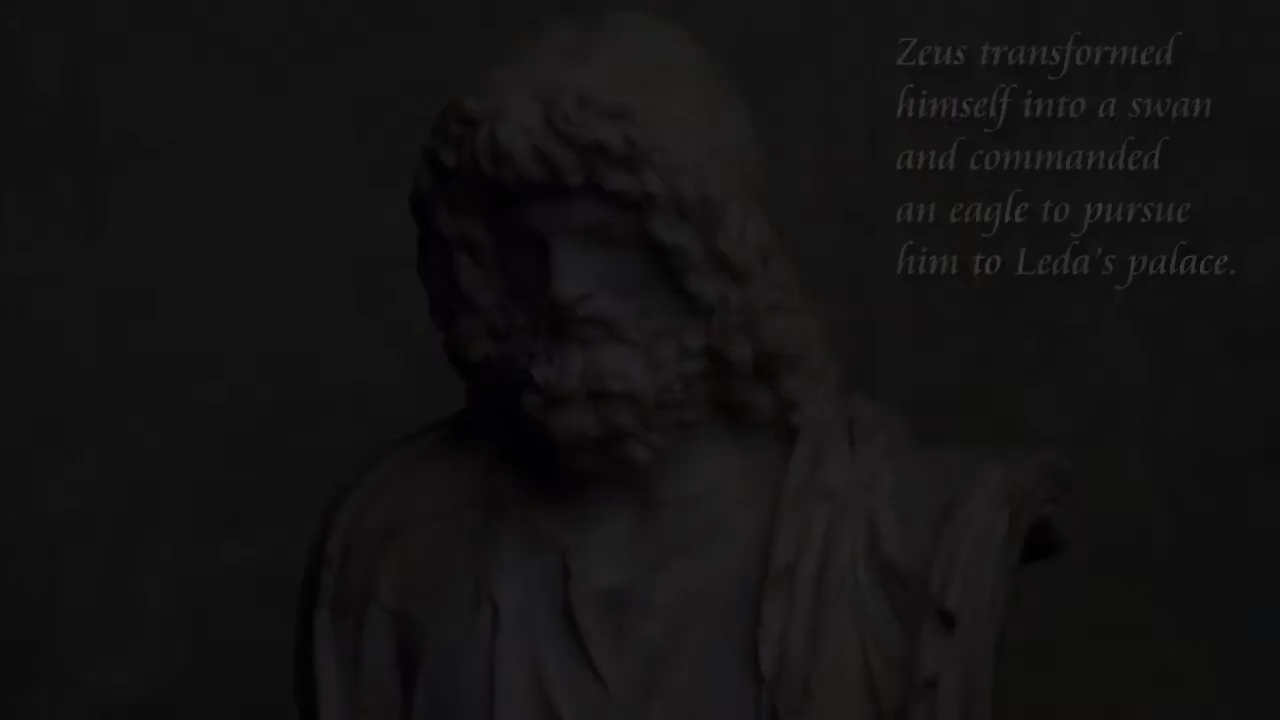 Zeus transformed
himself into a swan
and commanded
an eagle to pursue
him to Leda's palace.